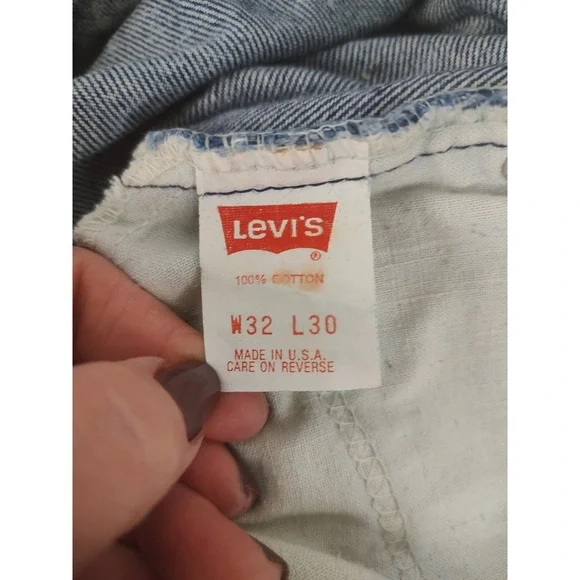 Levi's
®
100% COTTON
W32 L30
MADE IN U.S.A.
CARE ON REVERSE